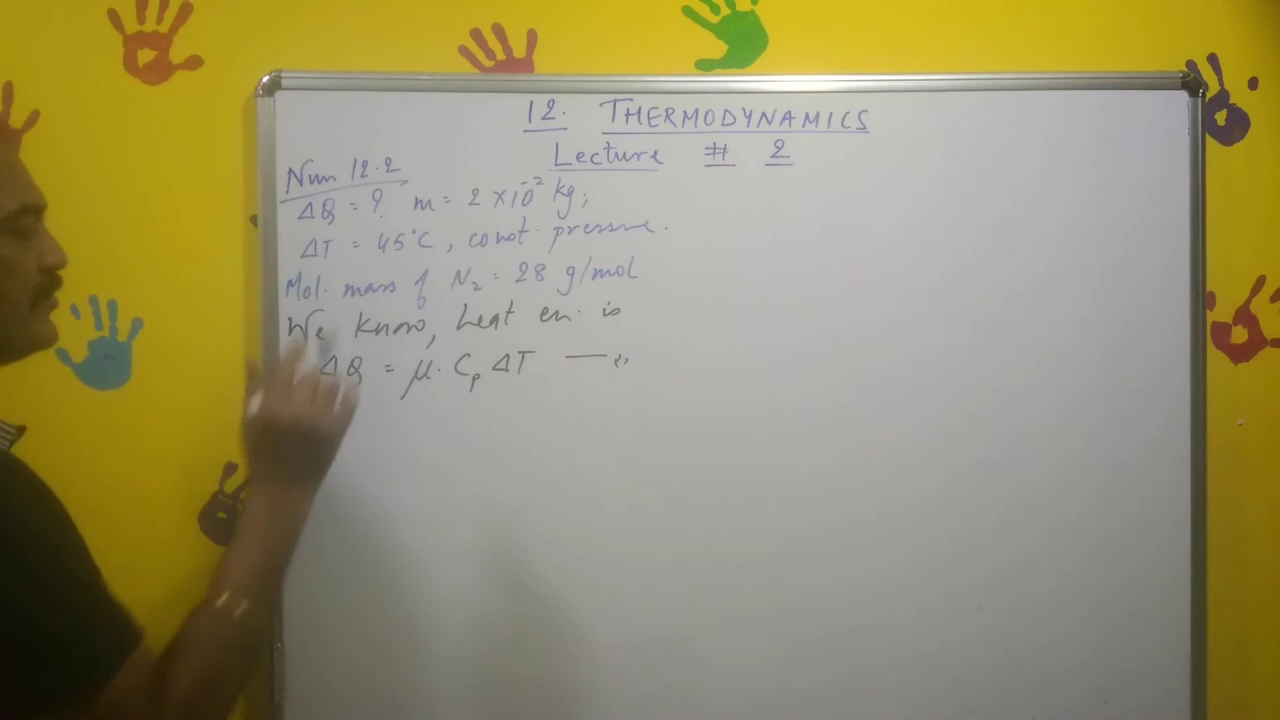 12. THERMODYNAMICS
Lecture # 2
Num 12.2
ΔQ = ? m = 2 × 10⁻² kg;
ΔT = 45°C, const. pressure.
Mol. mass of N₂ = 28 g/mol
We know, heat en. is
ΔQ = μ. Cₚ ΔT —